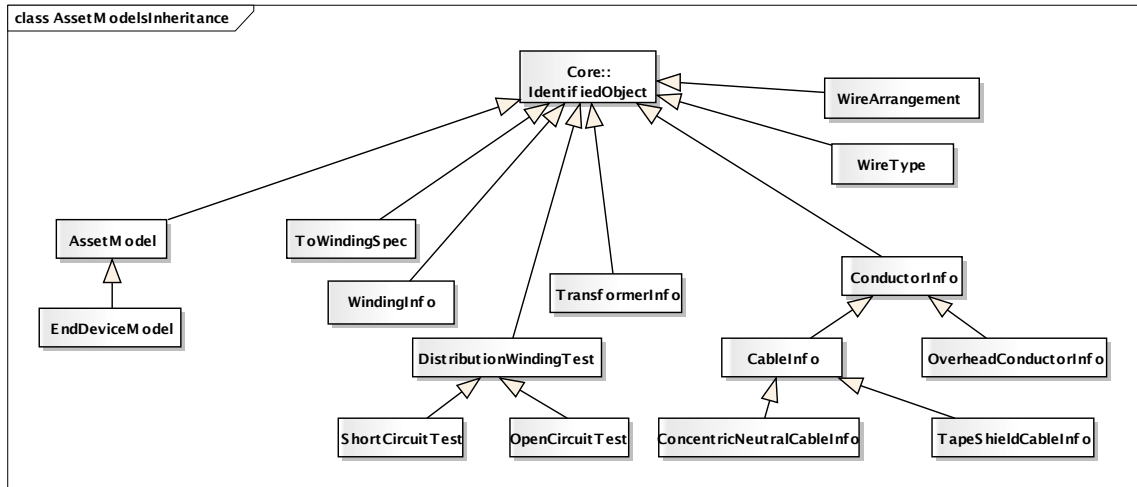 class AssetModelsInheritance
Core::
IdentifiedObject
WireArrangement
WireType
AssetModel
ToWindingSpec
ConductorInfo
WindingInfo
TransformerInfo
EndDeviceModel
DistributionWindingTest
CableInfo
OverheadConductorInfo
ShortCircuitTest
OpenCircuitTest
ConcentricNeutralCableInfo
TapeShieldCableInfo